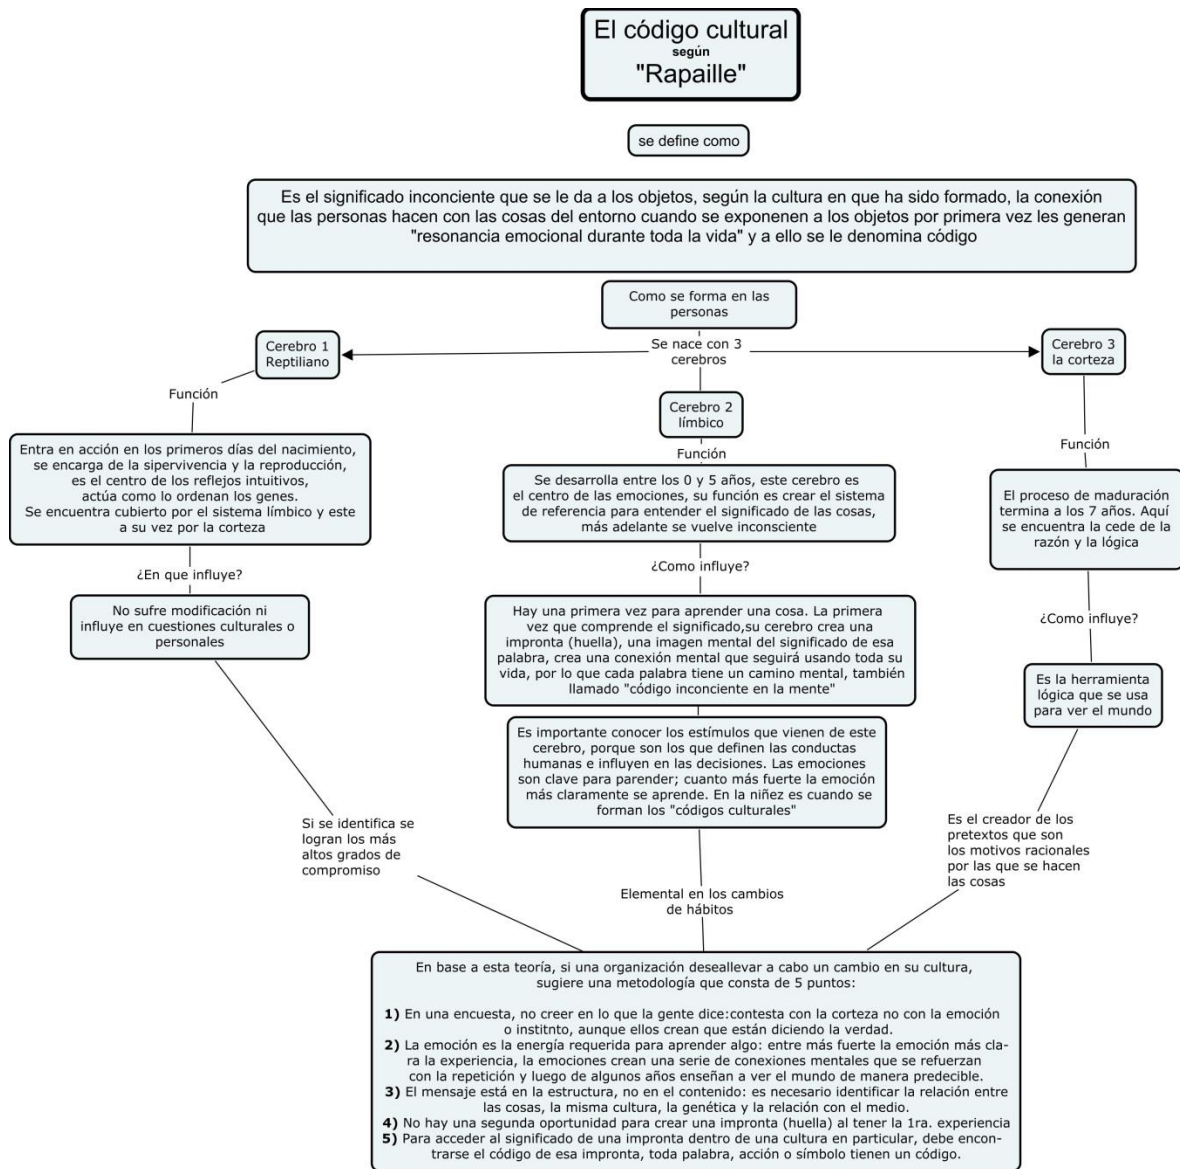 El código cultural
según
"Rapaille"
se define como
Es el significado inconciente que se le da a los objetos, según la cultura en que ha sido formado, la conexión
que las personas hacen con las cosas del entorno cuando se exponenen a los objetos por primera vez les generan
"resonancia emocional durante toda la vida" y a ello se le denomina código
Como se forma en las
personas
Se nace con 3
cerebros
Cerebro 1
Reptiliano
Función
Entra en acción en los primeros días del nacimiento,
se encarga de la sipervivencia y la reproducción,
es el centro de los reflejos intuitivos,
actúa como lo ordenan los genes.
Se encuentra cubierto por el sistema límbico y este
a su vez por la corteza
¿En que influye?
No sufre modificación ni
influye en cuestiones culturales o
personales
Si se identifica se
logran los más
altos grados de
compromiso
Cerebro 2
límbico
Función
Se desarrolla entre los 0 y 5 años, este cerebro es
el centro de las emociones, su función es crear el sistema
de referencia para entender el significado de las cosas,
más adelante se vuelve inconsciente
¿Como influye?
Hay una primera vez para aprender una cosa. La primera
vez que comprende el significado,su cerebro crea una
impronta (huella), una imagen mental del significado de esa
palabra, crea una conexión mental que seguirá usando toda su
vida, por lo que cada palabra tiene un camino mental, también
llamado "código inconciente en la mente"
Es importante conocer los estímulos que vienen de este
cerebro, porque son los que definen las conductas
humanas e influyen en las decisiones. Las emociones
son clave para parender; cuanto más fuerte la emoción
más claramente se aprende. En la niñez es cuando se
forman los "códigos culturales"
Elemental en los cambios
de hábitos
Cerebro 3
la corteza
Función
El proceso de maduración
termina a los 7 años. Aquí
se encuentra la cede de la
razón y la lógica
¿Como influye?
Es la herramienta
lógica que se usa
para ver el mundo
Es el creador de los
pretextos que son
los motivos racionales
por las que se hacen
las cosas
En base a esta teoría, si una organización deseallevar a cabo un cambio en su cultura,
sugiere una metodología que consta de 5 puntos:
1) En una encuesta, no creer en lo que la gente dice:contesta con la corteza no con la emoción
o institnto, aunque ellos crean que están diciendo la verdad.
2) La emoción es la energía requerida para aprender algo: entre más fuerte la emoción más cla-
ra la experiencia, la emociones crean una serie de conexiones mentales que se refuerzan
con la repetición y luego de algunos años enseñan a ver el mundo de manera predecible.
3) El mensaje está en la estructura, no en el contenido: es necesario identificar la relación entre
las cosas, la misma cultura, la genética y la relación con el medio.
4) No hay una segunda oportunidad para crear una impronta (huella) al tener la 1ra. experiencia
5) Para acceder al significado de una impronta dentro de una cultura en particular, debe encon-
trarse el código de esa impronta, toda palabra, acción o símbolo tienen un código.